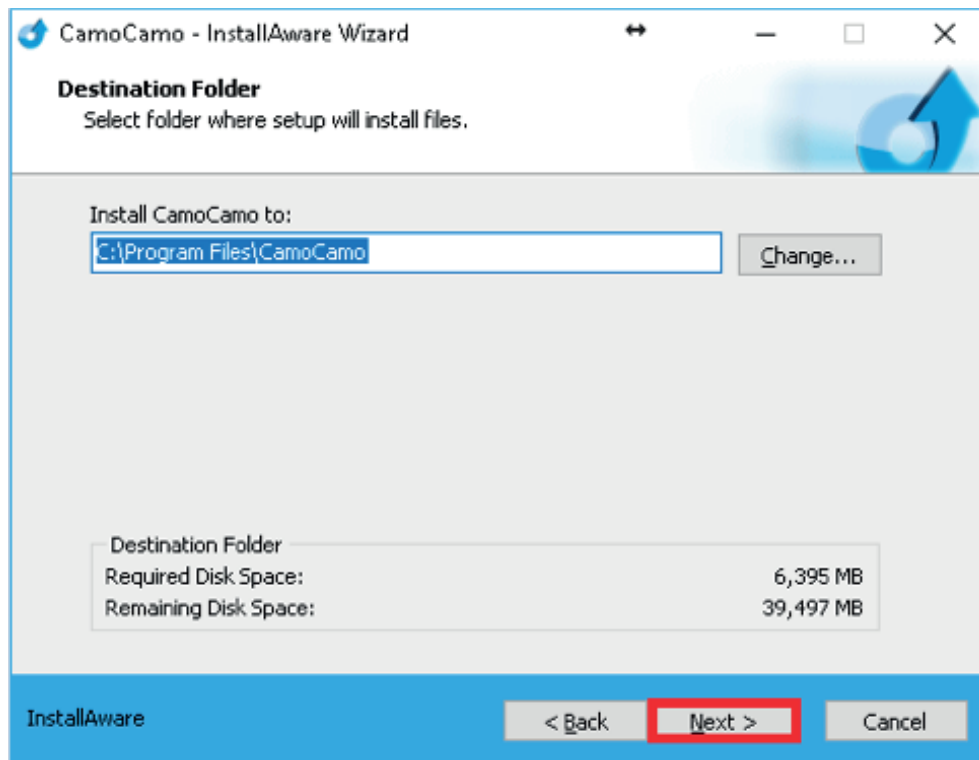 CamoCamo - InstallAware Wizard
Destination Folder
Select folder where setup will install files.
Install CamoCamo to:
C:\Program Files\CamoCamo
Change...
Destination Folder
Required Disk Space: 6,395 MB
Remaining Disk Space: 39,497 MB
InstallAware
< Back Next > Cancel